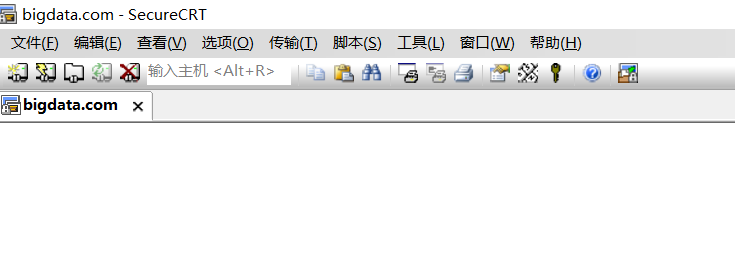 bigdata.com - SecureCRT
文件(F) 编辑(E) 查看(V) 选项(O) 传输(T) 脚本(S) 工具(L) 窗口(W) 帮助(H)
输入主机 <Alt+R>
bigdata.com